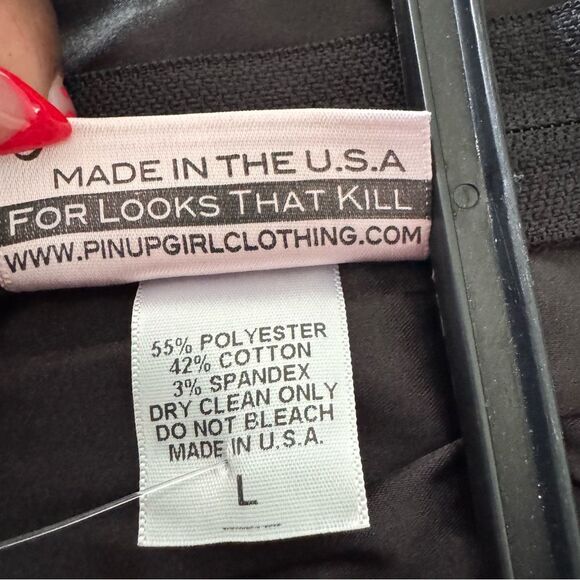 MADE IN THE U.S.A
FOR LOOKS THAT KILL
WWW.PINUPGIRLCLOTHING.COM
55% POLYESTER
42% COTTON
3% SPANDEX
DRY CLEAN ONLY
DO NOT BLEACH
MADE IN U.S.A.
L